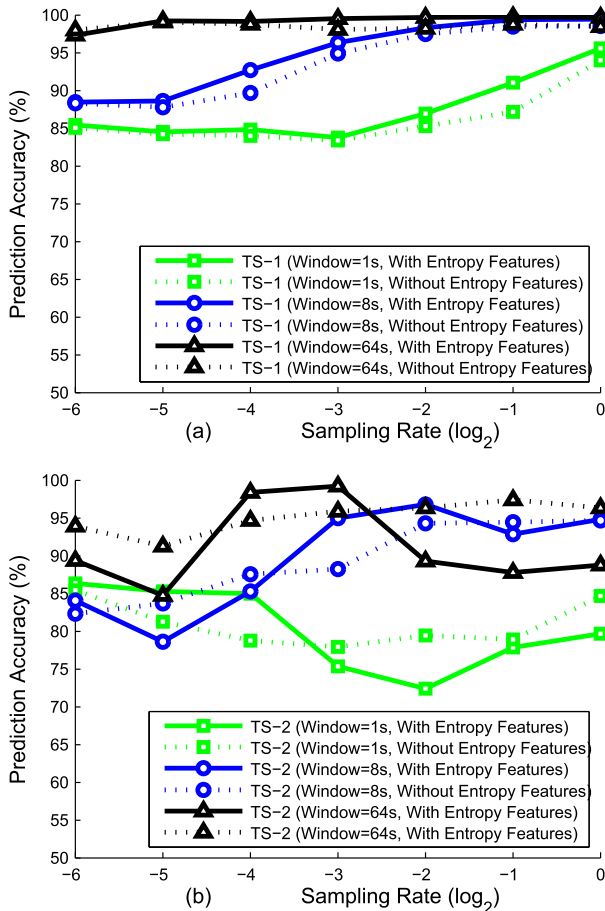 Prediction Accuracy (%)
100
95
90
85
80
75
70
65
60
55
50
TS−1 (Window=1s, With Entropy Features)
TS−1 (Window=1s, Without Entropy Features)
TS−1 (Window=8s, With Entropy Features)
TS−1 (Window=8s, Without Entropy Features)
TS−1 (Window=64s, With Entropy Features)
TS−1 (Window=64s, Without Entropy Features)
−6 −5 −4 −3 −2 −1 0
(a) Sampling Rate (log2)
Prediction Accuracy (%)
100
95
90
85
80
75
70
65
60
55
50
TS−2 (Window=1s, With Entropy Features)
TS−2 (Window=1s, Without Entropy Features)
TS−2 (Window=8s, With Entropy Features)
TS−2 (Window=8s, Without Entropy Features)
TS−2 (Window=64s, With Entropy Features)
TS−2 (Window=64s, With Entropy Features)
−6 −5 −4 −3 −2 −1 0
(b) Sampling Rate (log2)